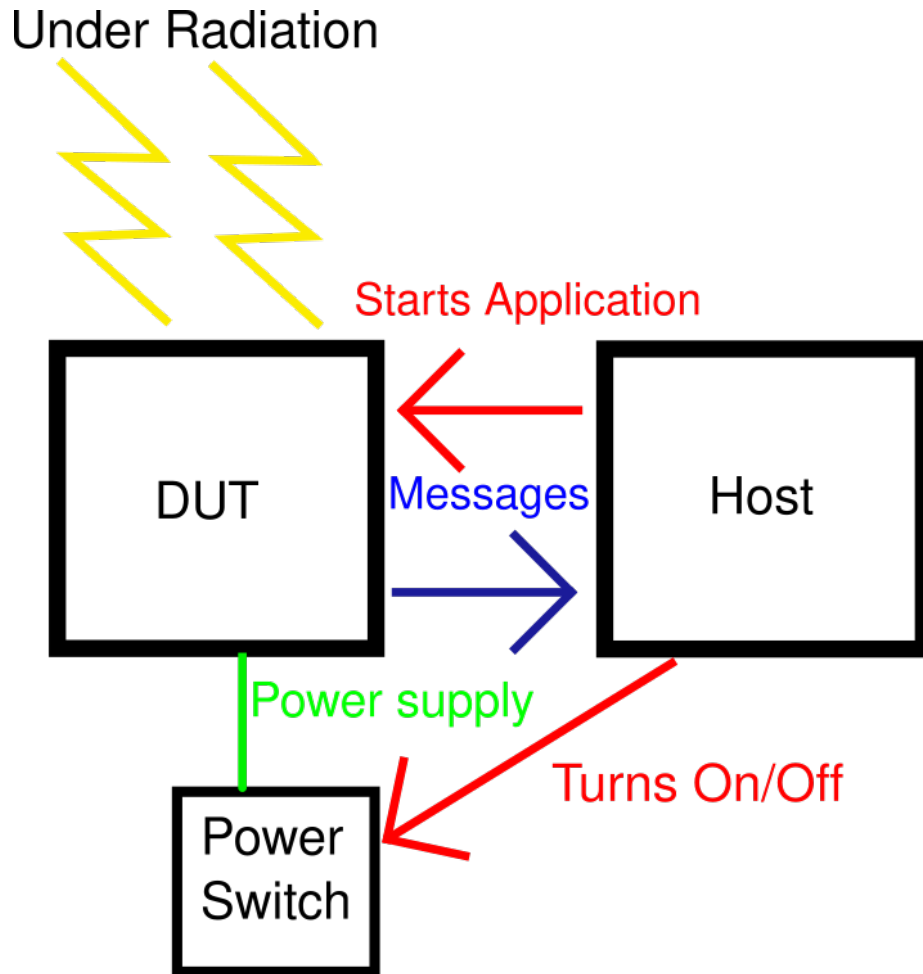 Under Radiation
Starts Application
DUT
Messages
Host
Power supply
Turns On/Off
Power
Switch